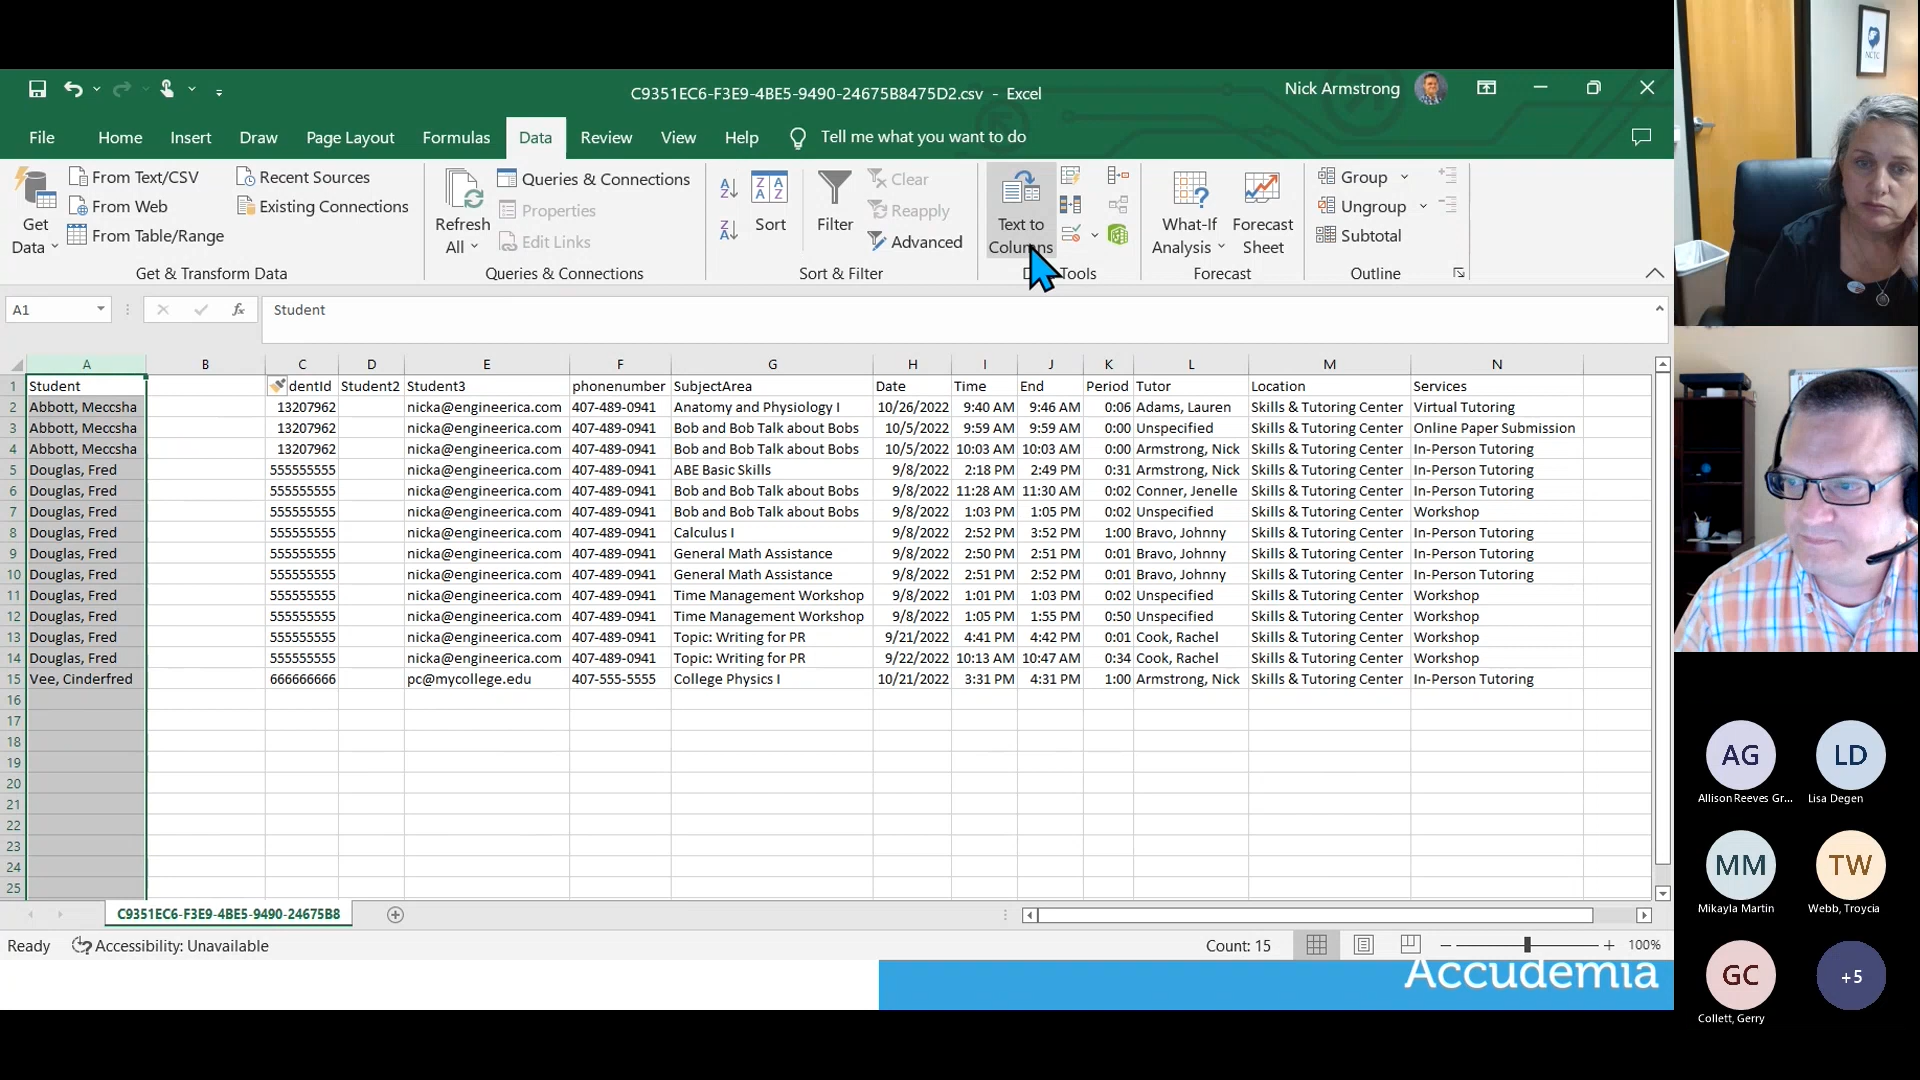 C9351EC6-F3E9-4BE5-9490-24675B8475D2.csv - Excel
Nick Armstrong
File Home Insert Draw Page Layout Formulas Data Review View Help Tell me what you want to do
Get Data
From Text/CSV
From Web
From Table/Range
Recent Sources
Existing Connections
Get & Transform Data
Refresh All
Queries & Connections
Properties
Edit Links
Queries & Connections
Sort
Filter
Clear
Reapply
Advanced
Sort & Filter
Text to Columns
Tools
What-If Analysis
Forecast Sheet
Forecast
Group
Ungroup
Subtotal
Outline
A1 fx Student
A B C D E F G H I J K L M N
1 Student dentId Student2 Student3 phonenumber SubjectArea Date Time End Period Tutor Location Services
2 Abbott, Meccsha 13207962 nicka@engineerica.com 407-489-0941 Anatomy and Physiology I 10/26/2022 9:40 AM 9:46 AM 0:06 Adams, Lauren Skills & Tutoring Center Virtual Tutoring
3 Abbott, Meccsha 13207962 nicka@engineerica.com 407-489-0941 Bob and Bob Talk about Bobs 10/5/2022 9:59 AM 9:59 AM 0:00 Unspecified Skills & Tutoring Center Online Paper Submission
4 Abbott, Meccsha 13207962 nicka@engineerica.com 407-489-0941 Bob and Bob Talk about Bobs 10/5/2022 10:03 AM 10:03 AM 0:00 Armstrong, Nick Skills & Tutoring Center In-Person Tutoring
5 Douglas, Fred 555555555 nicka@engineerica.com 407-489-0941 ABE Basic Skills 9/8/2022 2:18 PM 2:49 PM 0:31 Armstrong, Nick Skills & Tutoring Center In-Person Tutoring
6 Douglas, Fred 555555555 nicka@engineerica.com 407-489-0941 Bob and Bob Talk about Bobs 9/8/2022 11:28 AM 11:30 AM 0:02 Conner, Jenelle Skills & Tutoring Center In-Person Tutoring
7 Douglas, Fred 555555555 nicka@engineerica.com 407-489-0941 Bob and Bob Talk about Bobs 9/8/2022 1:03 PM 1:05 PM 0:02 Unspecified Skills & Tutoring Center Workshop
8 Douglas, Fred 555555555 nicka@engineerica.com 407-489-0941 Calculus I 9/8/2022 2:52 PM 3:52 PM 1:00 Bravo, Johnny Skills & Tutoring Center In-Person Tutoring
9 Douglas, Fred 555555555 nicka@engineerica.com 407-489-0941 General Math Assistance 9/8/2022 2:50 PM 2:51 PM 0:01 Bravo, Johnny Skills & Tutoring Center In-Person Tutoring
10 Douglas, Fred 555555555 nicka@engineerica.com 407-489-0941 General Math Assistance 9/8/2022 2:51 PM 2:52 PM 0:01 Bravo, Johnny Skills & Tutoring Center In-Person Tutoring
11 Douglas, Fred 555555555 nicka@engineerica.com 407-489-0941 Time Management Workshop 9/8/2022 1:01 PM 1:03 PM 0:02 Unspecified Skills & Tutoring Center Workshop
12 Douglas, Fred 555555555 nicka@engineerica.com 407-489-0941 Time Management Workshop 9/8/2022 1:05 PM 1:55 PM 0:50 Unspecified Skills & Tutoring Center Workshop
13 Douglas, Fred 555555555 nicka@engineerica.com 407-489-0941 Topic: Writing for PR 9/21/2022 4:41 PM 4:42 PM 0:01 Cook, Rachel Skills & Tutoring Center Workshop
14 Douglas, Fred 555555555 nicka@engineerica.com 407-489-0941 Topic: Writing for PR 9/22/2022 10:13 AM 10:47 AM 0:34 Cook, Rachel Skills & Tutoring Center Workshop
15 Vee, Cinderfred 666666666 pc@mycollege.edu 407-555-5555 College Physics I 10/21/2022 3:31 PM 4:31 PM 1:00 Armstrong, Nick Skills & Tutoring Center In-Person Tutoring
16
17
18
19
20
21
22
23
24
25
C9351EC6-F3E9-4BE5-9490-24675B8
Ready Accessibility: Unavailable Count: 15 100%
Accudemia
NCTC
AG LD
Allison Reeves Gr... Lisa Degen
MM TW
Mikayla Martin Webb, Troycia
GC +5
Collett, Gerry